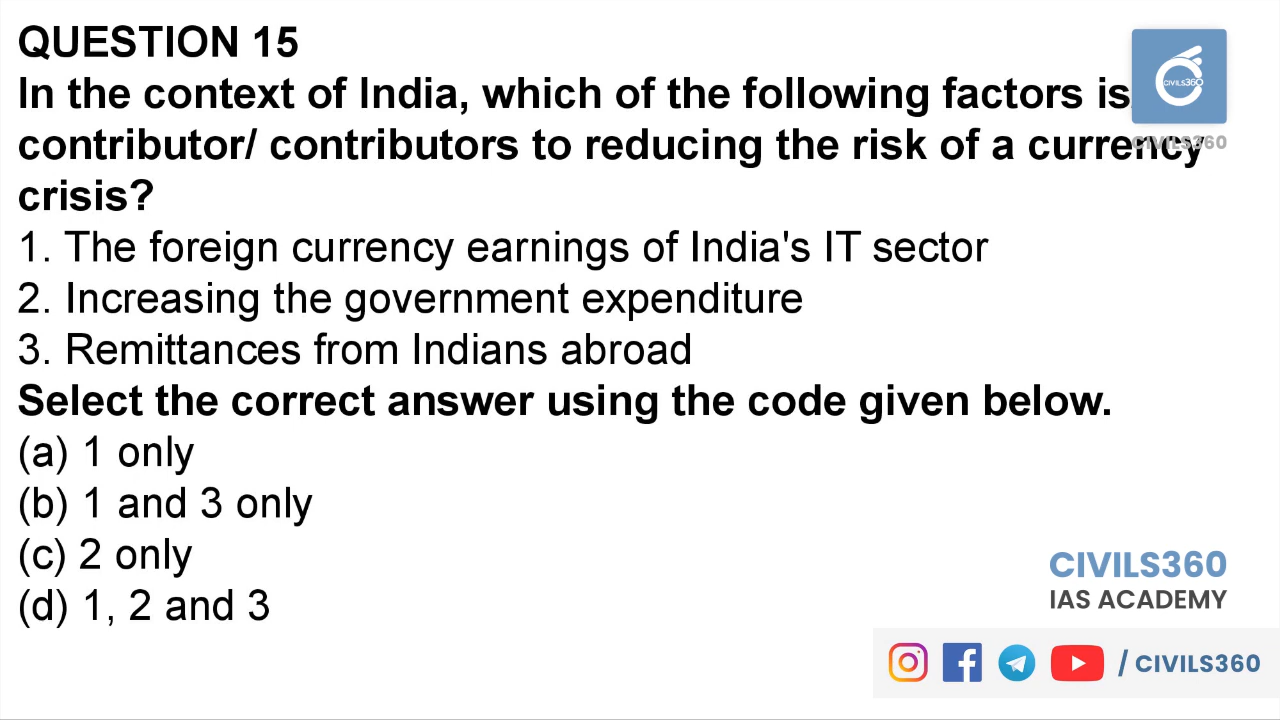 QUESTION 15
In the context of India, which of the following factors is
contributor/ contributors to reducing the risk of a currency
crisis?
1. The foreign currency earnings of India's IT sector
2. Increasing the government expenditure
3. Remittances from Indians abroad
Select the correct answer using the code given below.
(a) 1 only
(b) 1 and 3 only
(c) 2 only
(d) 1, 2 and 3
CIVILS360
CIVILS360
CIVILS360
IAS ACADEMY
/ CIVILS360